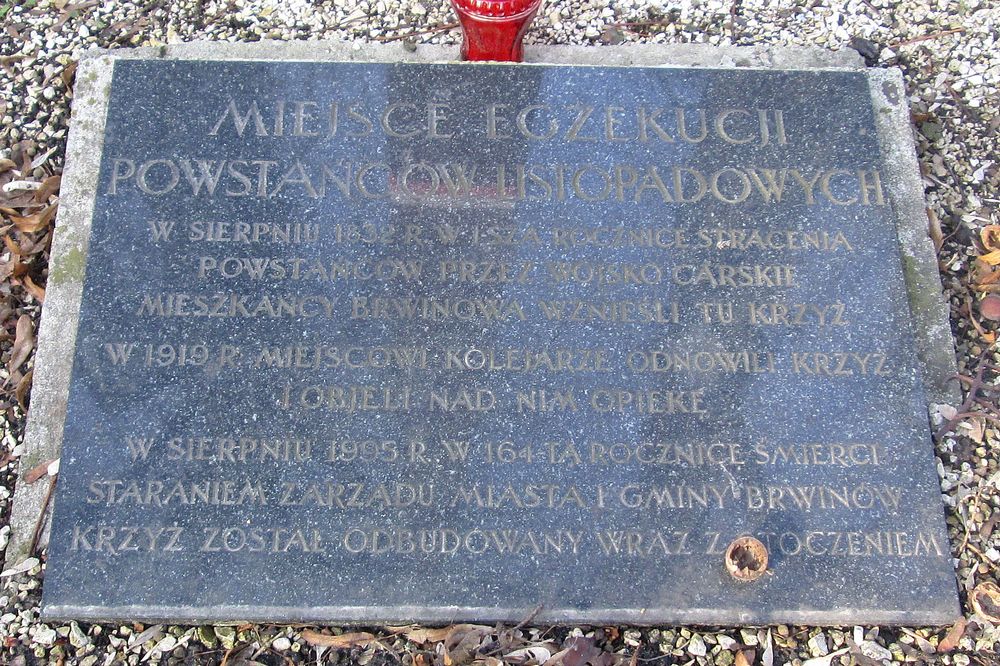 MIEJSCE EGZEKUCJI
POWSTAŃCÓW LISTOPADOWYCH
W SIERPNIU 1832 R. W 1-SZĄ ROCZNICĘ STRACENIA
POWSTAŃCÓW PRZEZ WOJSKO CARSKIE
MIESZKAŃCY BRWINOWA WZNIEŚLI TU KRZYŻ
W 1919 R. MIEJSCOWI KOLEJARZE ODNOWILI KRZYŻ
I OBJĘLI NAD NIM OPIEKĘ
W SIERPNIU 1995 R. W 164-TĄ ROCZNICĘ ŚMIERCI
STARANIEM ZARZĄDU MIASTA I GMINY BRWINÓW
KRZYŻ ZOSTAŁ ODBUDOWANY WRAZ Z OTOCZENIEM